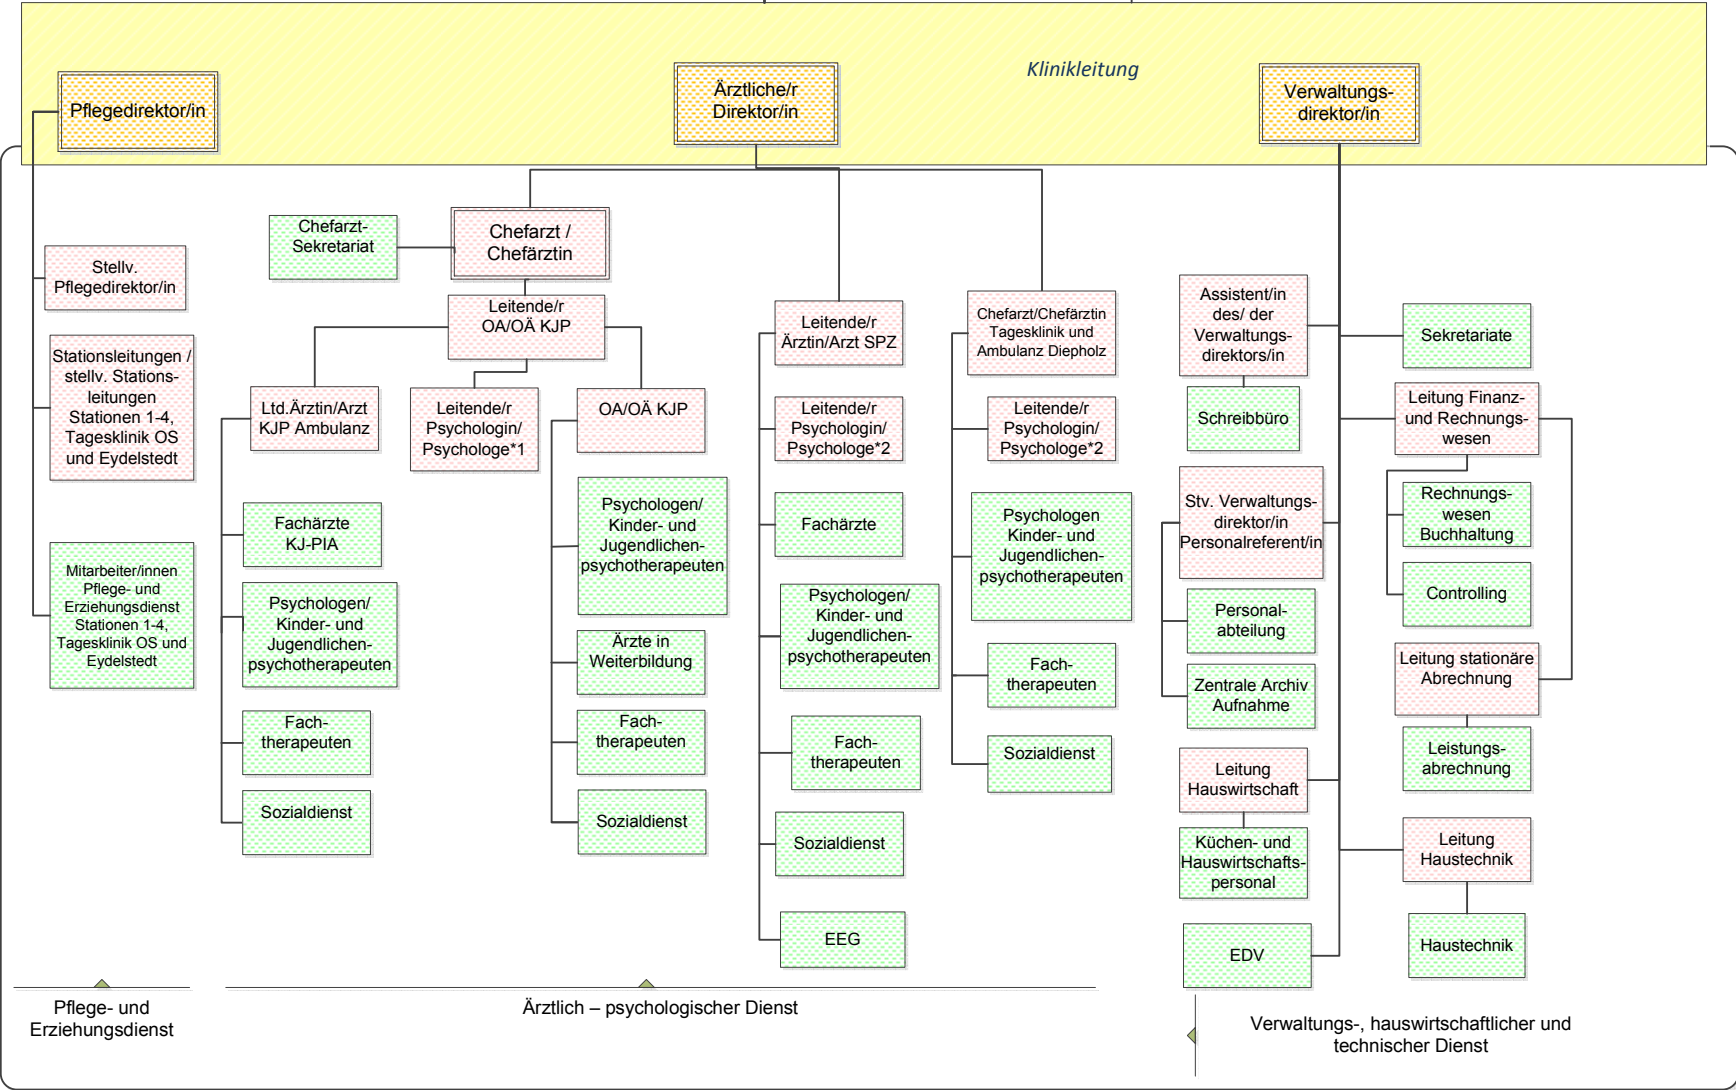 Klinikleitung
Pflegedirektor/in
Ärztliche/r
Direktor/in
Verwaltungs-
direktor/in
Stellv.
Pflegedirektor/in
Stationsleitungen /
stellv. Stations-
leitungen
Stationen 1-4,
Tagesklinik OS
und Eydelstedt
Mitarbeiter/innen
Pflege- und
Erziehungsdienst
Stationen 1-4,
Tagesklinik OS und
Eydelstedt
Chefarzt-
Sekretariat
Chefarzt /
Chefärztin
Leitende/r
OA/OÄ KJP
Ltd.Ärztin/Arzt
KJP Ambulanz
Fachärzte
KJ-PIA
Psychologen/
Kinder- und
Jugendlichen-
psychotherapeuten
Fach-
therapeuten
Sozialdienst
Leitende/r
Psychologin/
Psychologe*1
OA/OÄ KJP
Psychologen/
Kinder- und
Jugendlichen-
psychotherapeuten
Ärzte in
Weiterbildung
Fach-
therapeuten
Sozialdienst
Leitende/r
Ärztin/Arzt SPZ
Leitende/r
Psychologin/
Psychologe*2
Fachärzte
Psychologen/
Kinder- und
Jugendlichen-
psychotherapeuten
Fach-
therapeuten
Sozialdienst
EEG
Chefarzt/Chefärztin
Tagesklinik und
Ambulanz Diepholz
Leitende/r
Psychologin/
Psychologe*2
Psychologen
Kinder- und
Jugendlichen-
psychotherapeuten
Fach-
therapeuten
Sozialdienst
Assistent/in
des/ der
Verwaltungs-
direktors/in
Schreibbüro
Stv. Verwaltungs-
direktor/in
Personalreferent/in
Personal-
abteilung
Zentrale Archiv
Aufnahme
Leitung
Hauswirtschaft
Küchen- und
Hauswirtschafts-
personal
EDV
Sekretariate
Leitung Finanz-
und Rechnungs-
wesen
Rechnungs-
wesen
Buchhaltung
Controlling
Leitung stationäre
Abrechnung
Leistungs-
abrechnung
Leitung
Haustechnik
Haustechnik
Pflege- und
Erziehungsdienst
Ärztlich – psychologischer Dienst
Verwaltungs-, hauswirtschaftlicher und
technischer Dienst